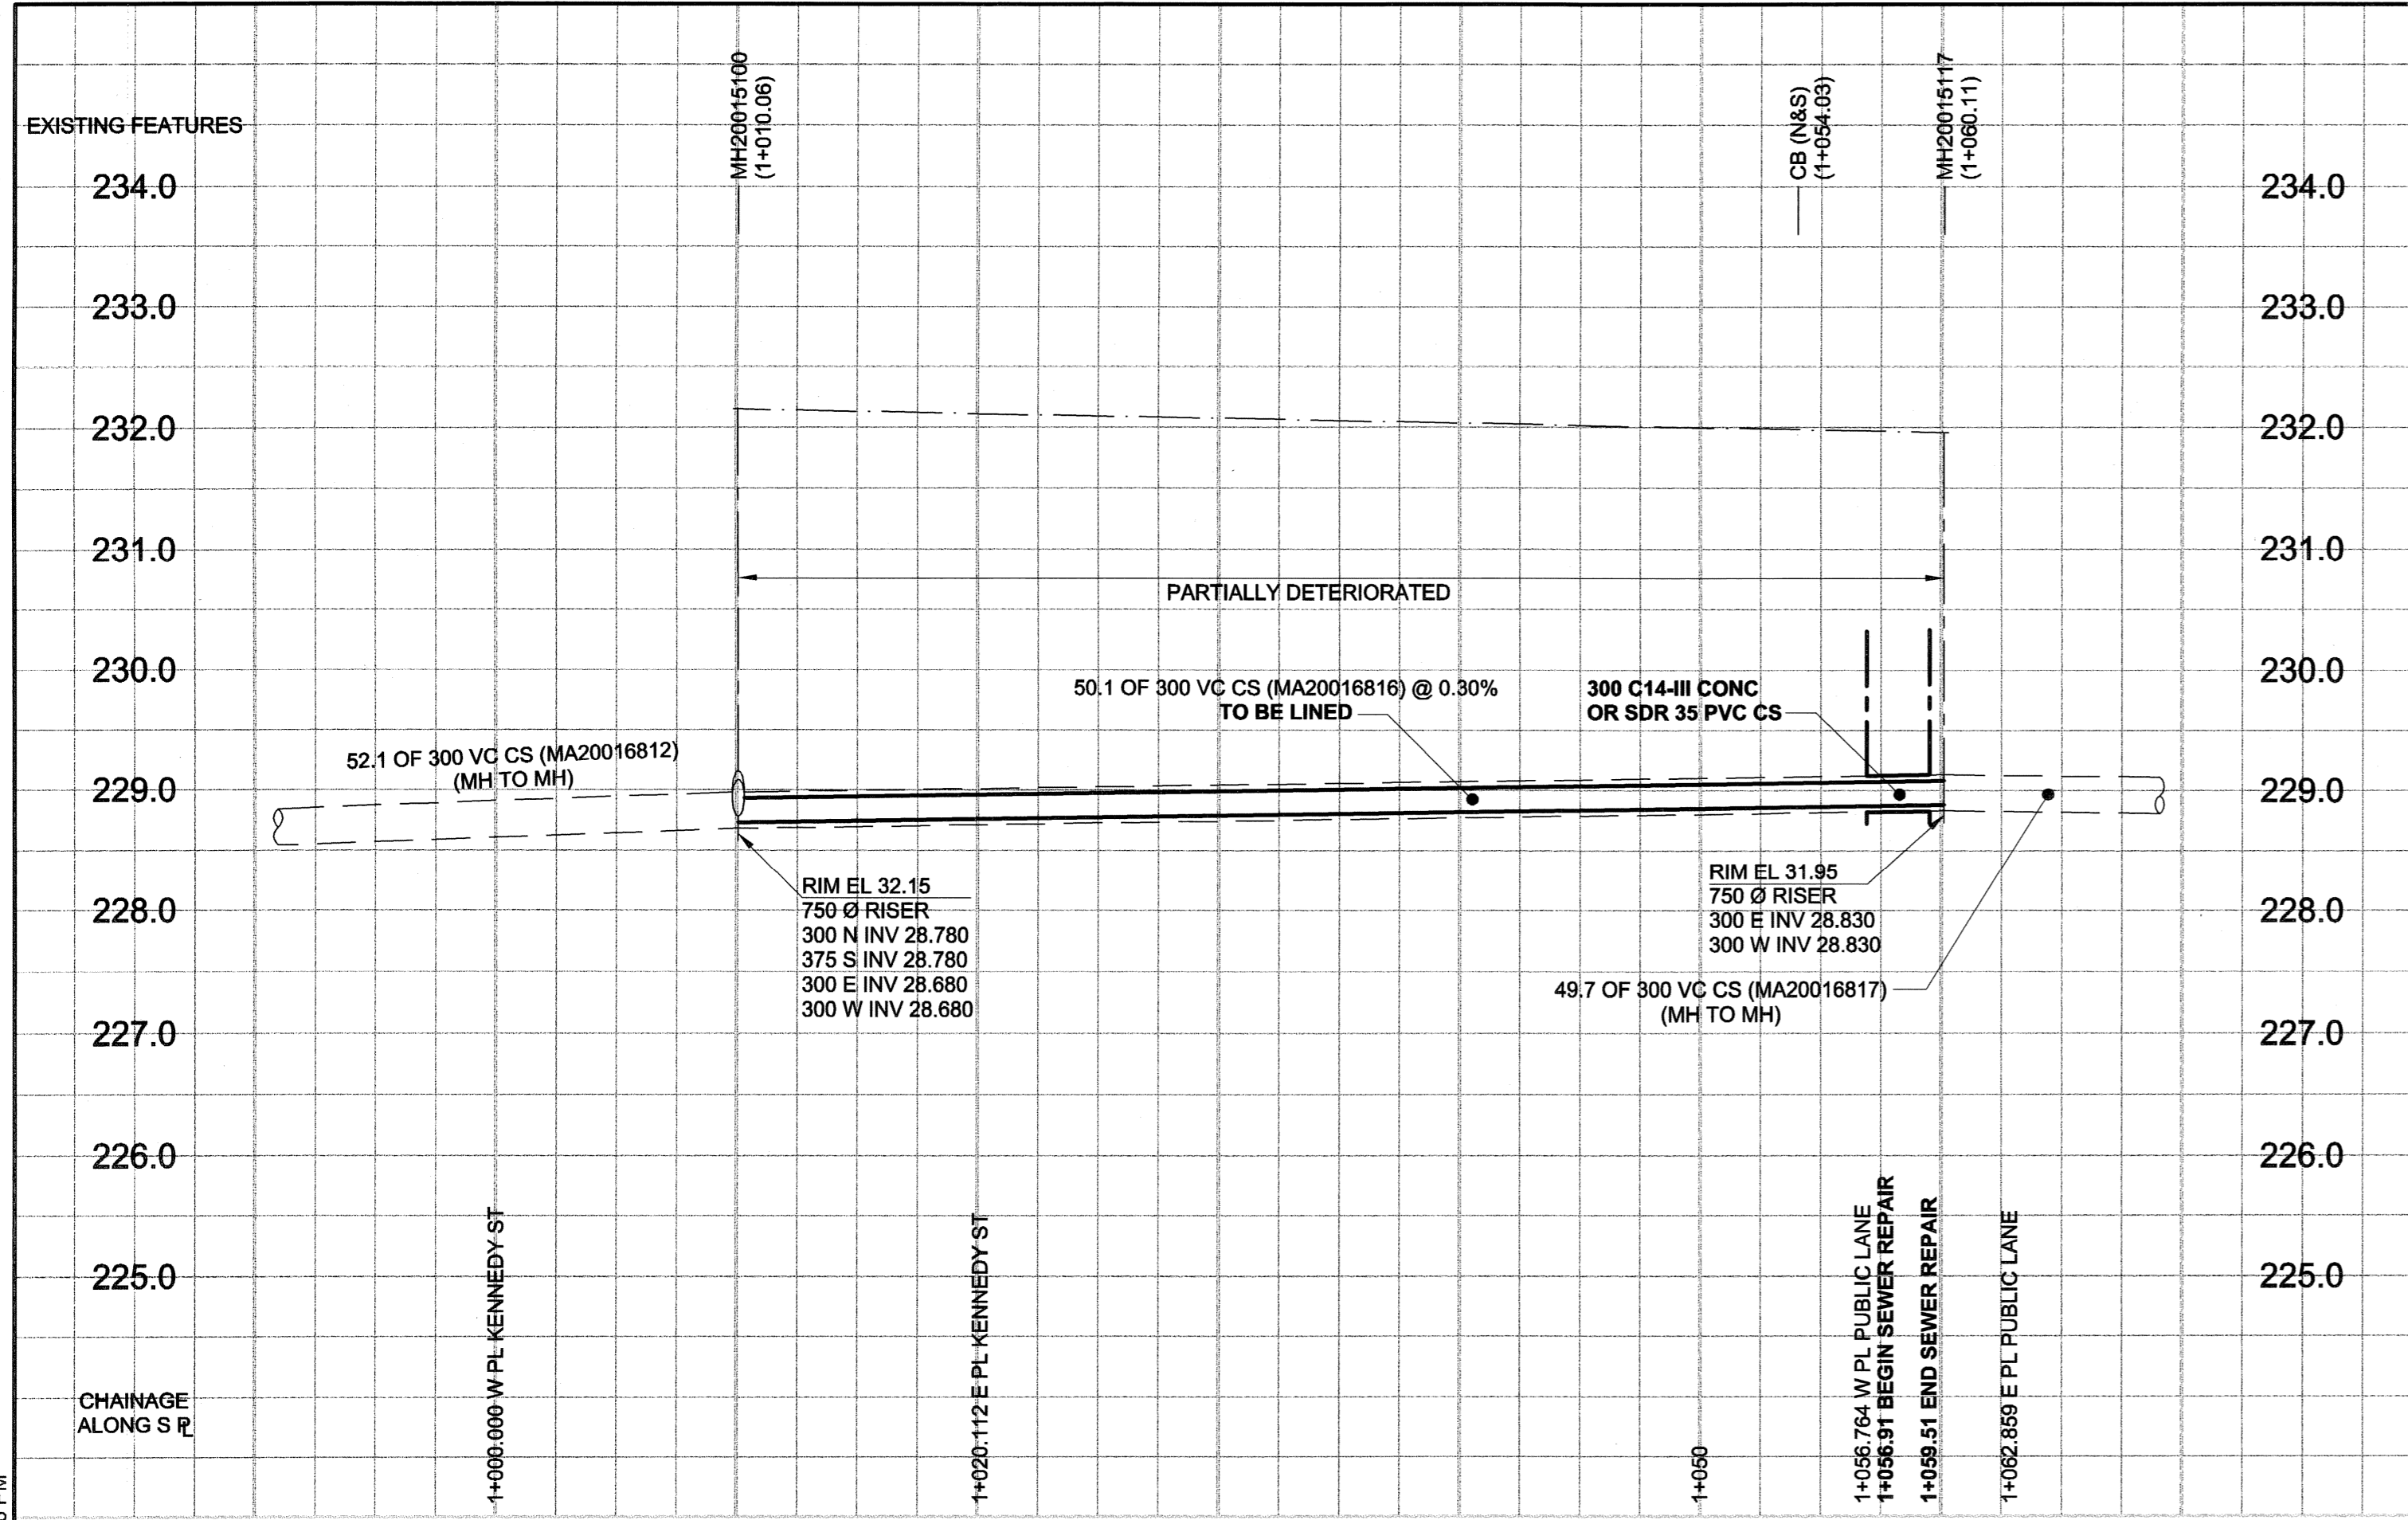 MH20015100
(1+010.06)
CB (N&S)
(1+054.03)
MH20015117
(1+060.11)
EXISTING FEATURES
234.0
234.0
233.0
233.0
232.0
232.0
231.0
231.0
PARTIALLY DETERIORATED
230.0
230.0
50.1 OF 300 VC CS (MA20016816) @ 0.30%
TO BE LINED
300 C14-III CONC
OR SDR 35 PVC CS
52.1 OF 300 VC CS (MA20016812)
(MH TO MH)
229.0
229.0
RIM EL 32.15
750 Ø RISER
300 N INV 28.780
375 S INV 28.780
300 E INV 28.680
300 W INV 28.680
RIM EL 31.95
750 Ø RISER
300 E INV 28.830
300 W INV 28.830
228.0
228.0
49.7 OF 300 VC CS (MA20016817)
(MH TO MH)
227.0
227.0
226.0
226.0
225.0
225.0
CHAINAGE
ALONG S PL
1+000.000 W PL KENNEDY ST
1+020.112 E PL KENNEDY ST
1+050
1+056.764 W PL PUBLIC LANE
1+056.91 BEGIN SEWER REPAIR
1+059.51 END SEWER REPAIR
1+062.859 E PL PUBLIC LANE
PM